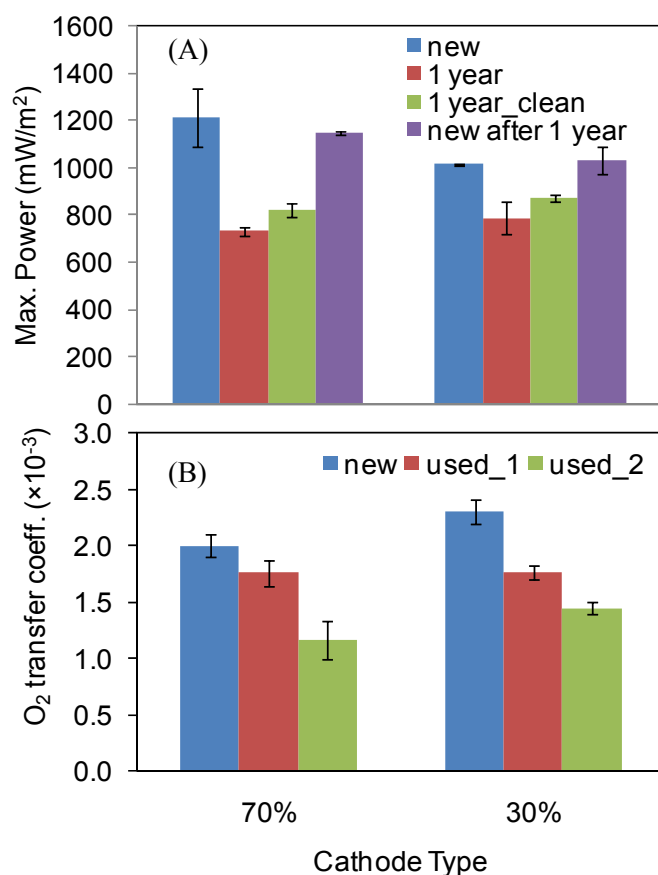 (A)
new
1 year
1 year_clean
new after 1 year
Max. Power (mW/m²)
1600
1400
1200
1000
800
600
400
200
0
(B)
new used_1 used_2
O₂ transfer coeff. (×10⁻³)
3.0
2.5
2.0
1.5
1.0
0.5
0.0
70% 30%
Cathode Type